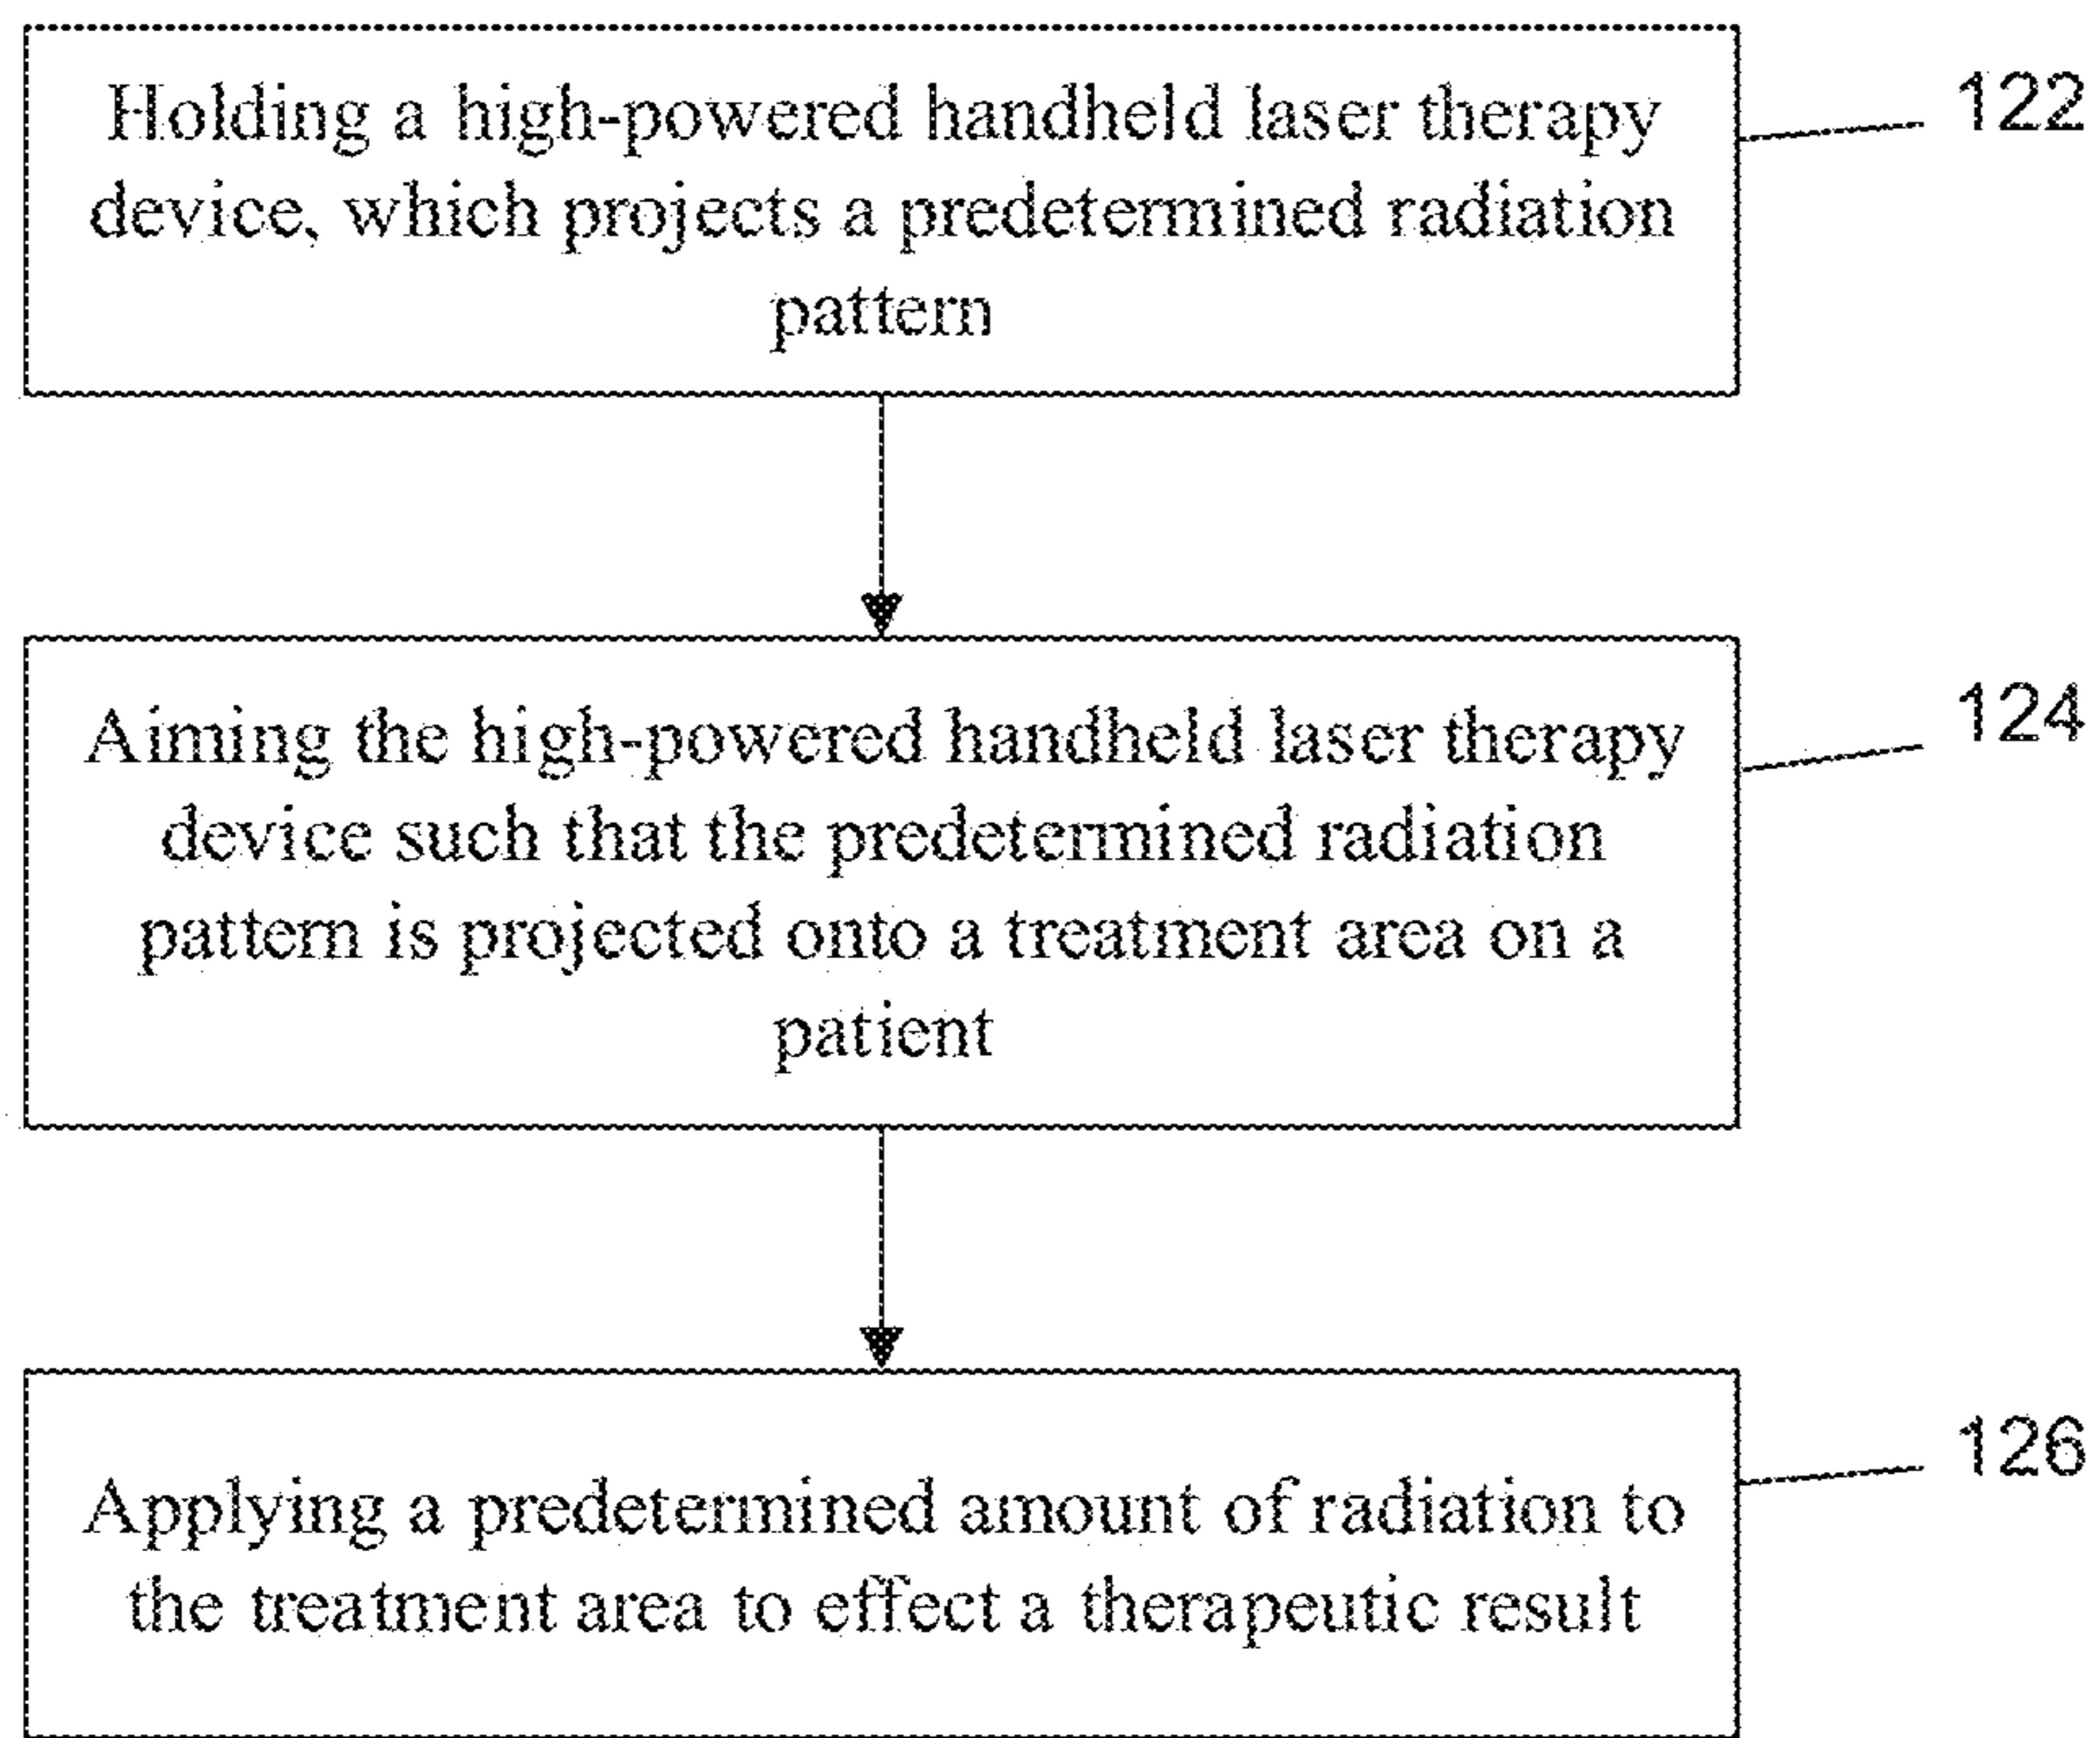 Holding a high-powered handheld laser therapy
122
device, which projects a predetermined radiation
pattern
Aiming the high-powered handheld laser therapy
124
device such that the predetermined radiation
pattern is projected onto a treatment area on a
patient
126
Applying a predetermined amount of radiation to
the treatment area to effect a therapeutic result